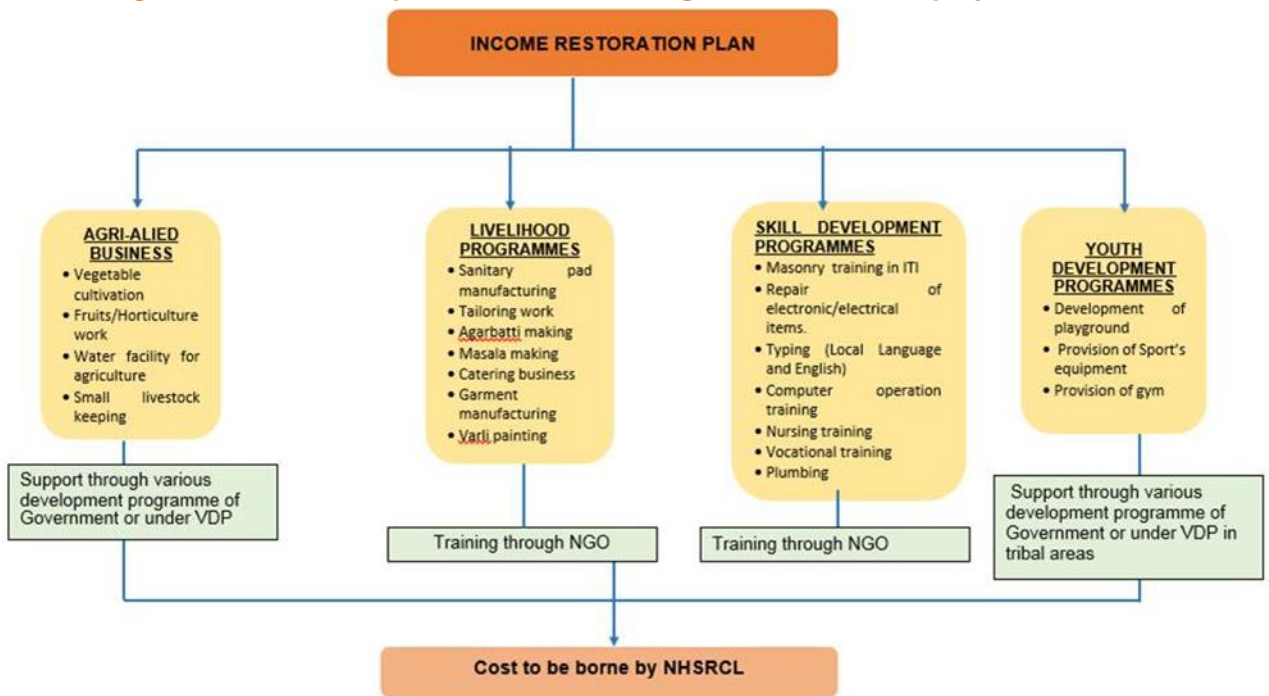 INCOME RESTORATION PLAN
AGRI-ALIED
BUSINESS
• Vegetable
cultivation
• Fruits/Horticulture
work
• Water facility for
agriculture
• Small livestock
keeping
Support through various
development programme of
Government or under VDP
LIVELIHOOD
PROGRAMMES
• Sanitary pad
manufacturing
• Tailoring work
• Agarbatti making
• Masala making
• Catering business
• Garment
manufacturing
• Varli painting
Training through NGO
SKILL DEVELOPMENT
PROGRAMMES
• Masonry training in ITI
• Repair of
electronic/electrical
items.
• Typing (Local Language
and English)
• Computer operation
training
• Nursing training
• Vocational training
• Plumbing
Training through NGO
YOUTH
DEVELOPMENT
PROGRAMMES
• Development of
playground
• Provision of Sport's
equipment
• Provision of gym
Support through various
development programme of
Government or under VDP in
tribal areas
Cost to be borne by NHSRCL